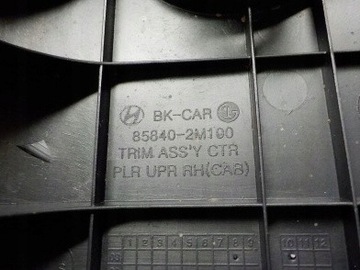 BK-CAR
85840-2M100
TRIM ASS'Y CTR
PLR UPR RH(CAB)
1 2 3 4 5 6 7 8 9 10 11 12
03